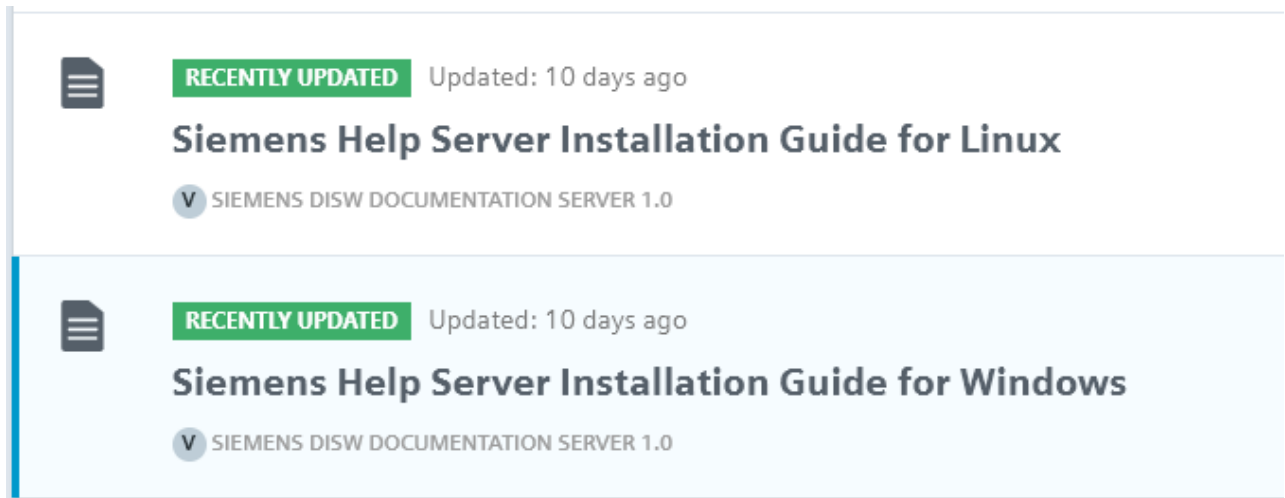 RECENTLY UPDATED Updated: 10 days ago
Siemens Help Server Installation Guide for Linux
V SIEMENS DISW DOCUMENTATION SERVER 1.0
RECENTLY UPDATED Updated: 10 days ago
Siemens Help Server Installation Guide for Windows
V SIEMENS DISW DOCUMENTATION SERVER 1.0